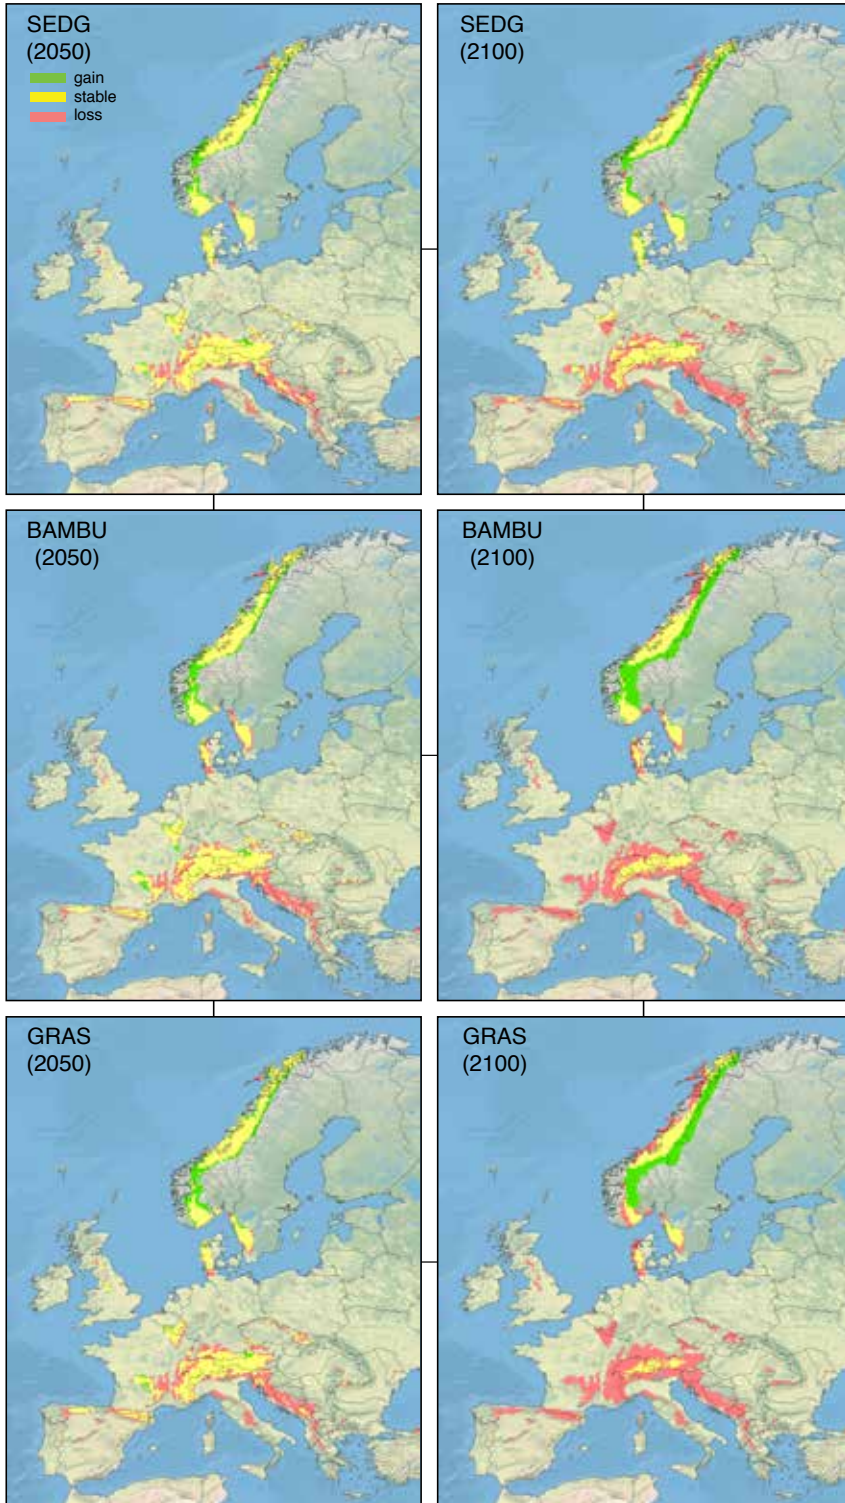 SEDG
(2050)
gain
stable
loss
SEDG
(2100)
BAMBU
(2050)
BAMBU
(2100)
GRAS
(2050)
GRAS
(2100)